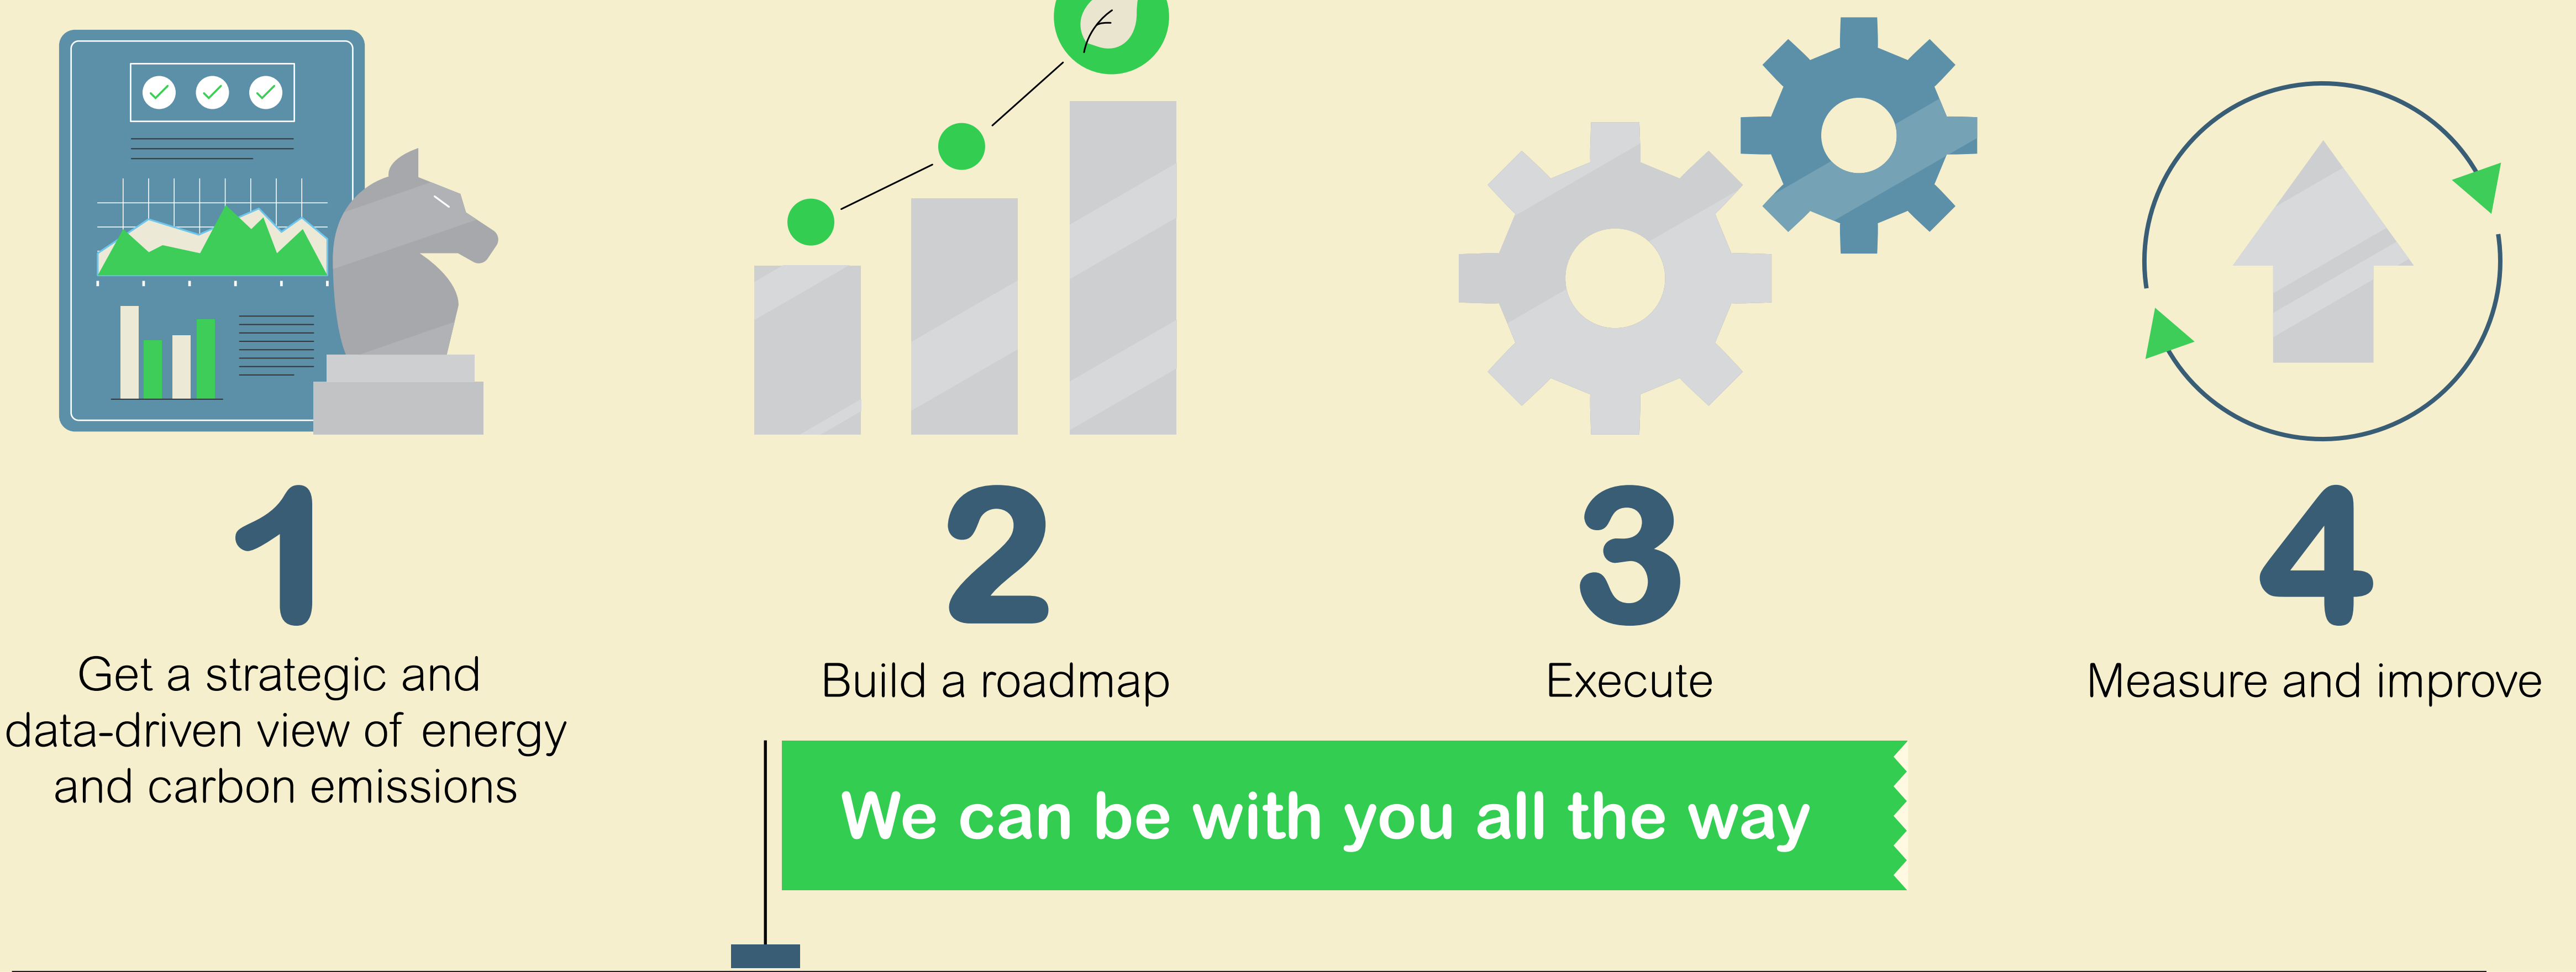 1
Get a strategic and
data-driven view of energy
and carbon emissions
2
Build a roadmap
3
Execute
4
Measure and improve
We can be with you all the way